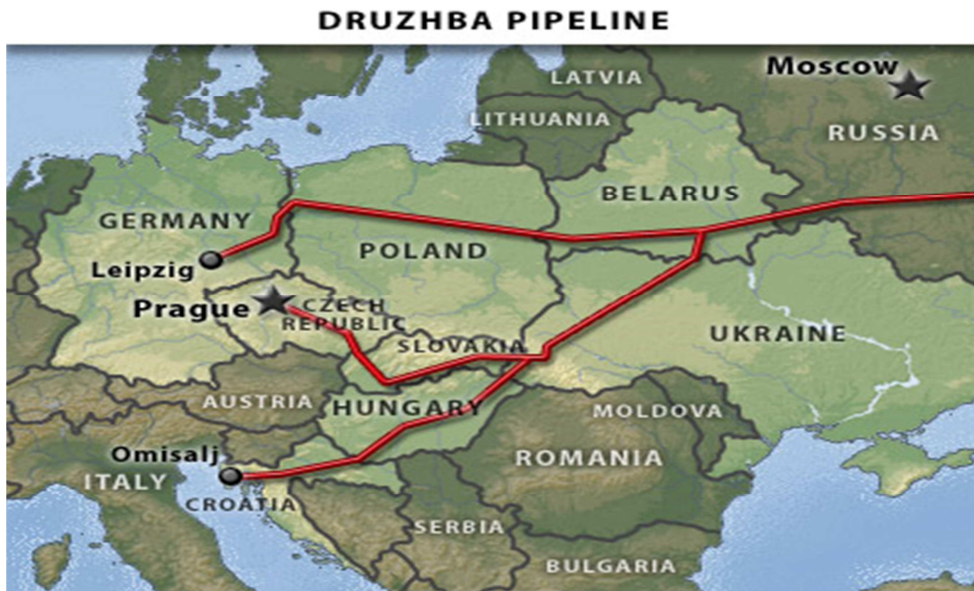 DRUZHBA PIPELINE
Moscow
LATVIA
LITHUANIA
RUSSIA
BELARUS
GERMANY
POLAND
Leipzig
Prague
CZECH
REPUBLIC
UKRAINE
SLOVAKIA
AUSTRIA
HUNGARY
MOLDOVA
Omisalj
ROMANIA
ITALY
CROATIA
SERBIA
BULGARIA